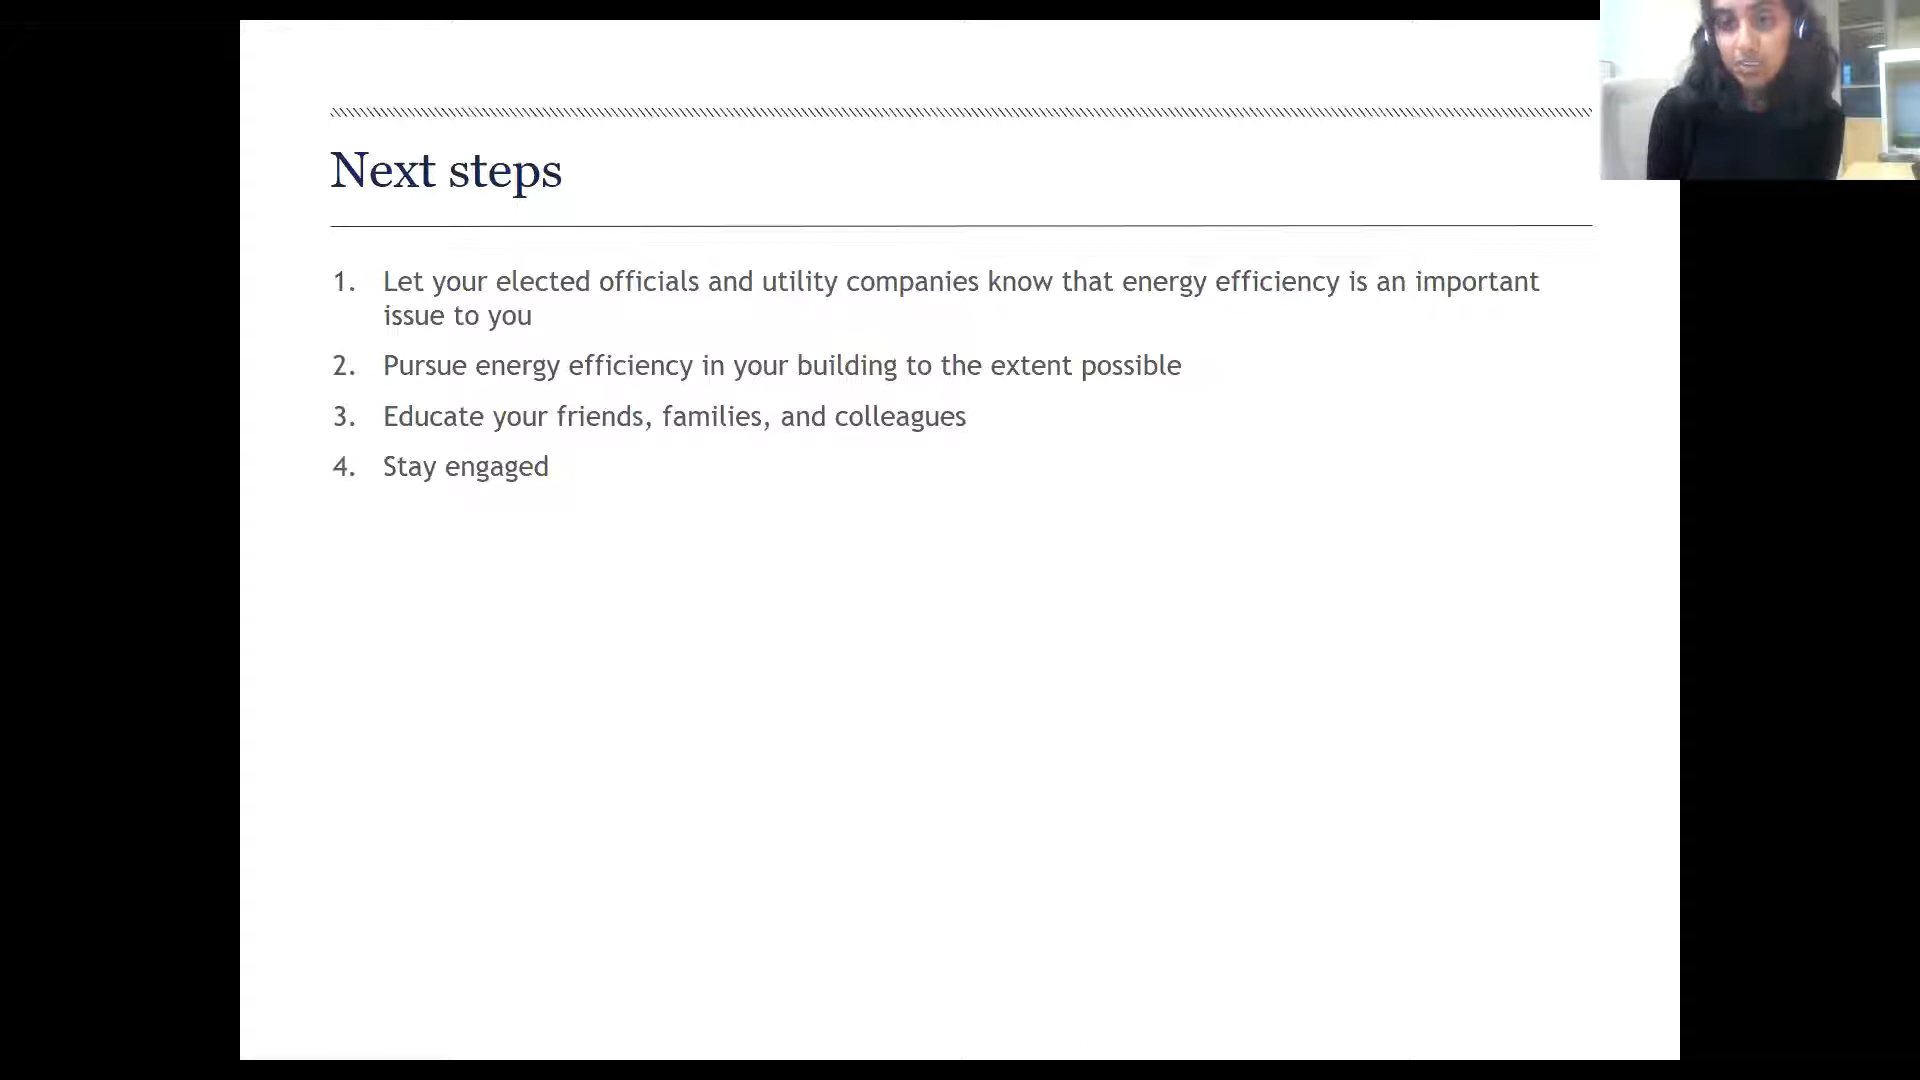 Next steps
1. Let your elected officials and utility companies know that energy efficiency is an important
issue to you
2. Pursue energy efficiency in your building to the extent possible
3. Educate your friends, families, and colleagues
4. Stay engaged